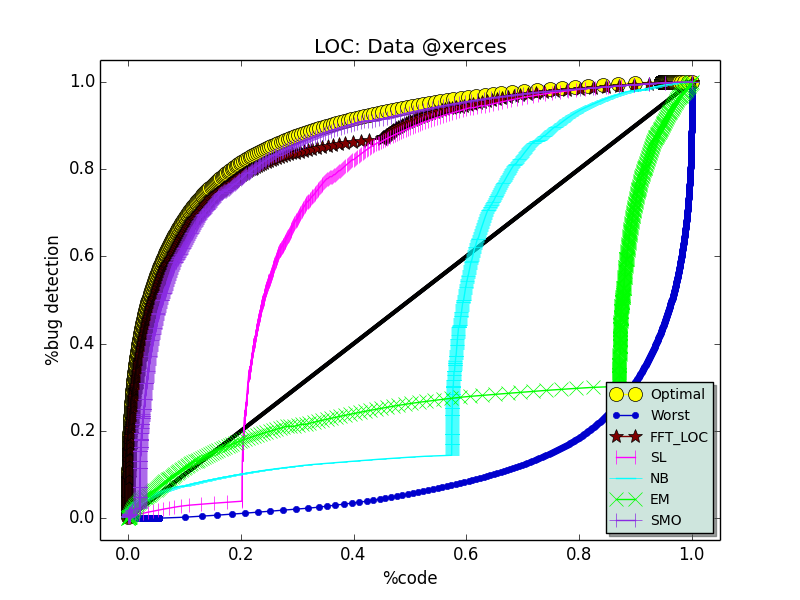 LOC: Data @xerces
1.0
0.8
0.6
0.4
0.2
0.0
%bug detection
Optimal
Worst
FFT_LOC
SL
NB
EM
SMO
0.0 0.2 0.4 0.6 0.8 1.0
%code